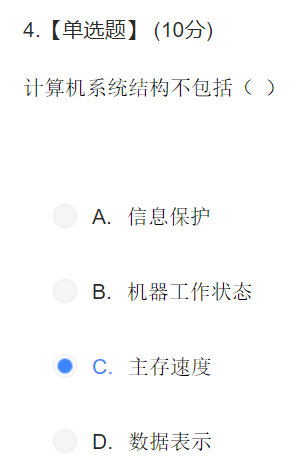 4.【单选题】 (10分)
计算机系统结构不包括（ ）
A. 信息保护
B. 机器工作状态
C. 主存速度
D. 数据表示